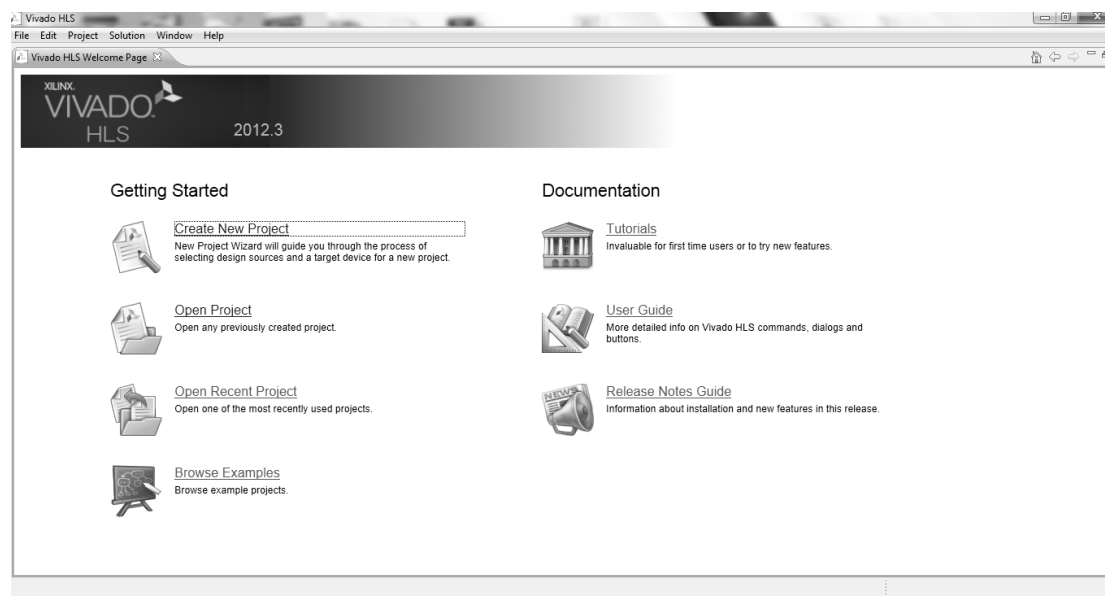 Vivado HLS
File Edit Project Solution Window Help
Vivado HLS Welcome Page
XILINX
VIVADO.
HLS
2012.3
Getting Started
Create New Project
New Project Wizard will guide you through the process of
selecting design sources and a target device for a new project.
Open Project
Open any previously created project.
Open Recent Project
Open one of the most recently used projects.
Browse Examples
Browse example projects.
Documentation
Tutorials
Invaluable for first time users or to try new features.
User Guide
More detailed info on Vivado HLS commands, dialogs and
buttons.
NEWS
Release Notes Guide
Information about installation and new features in this release.